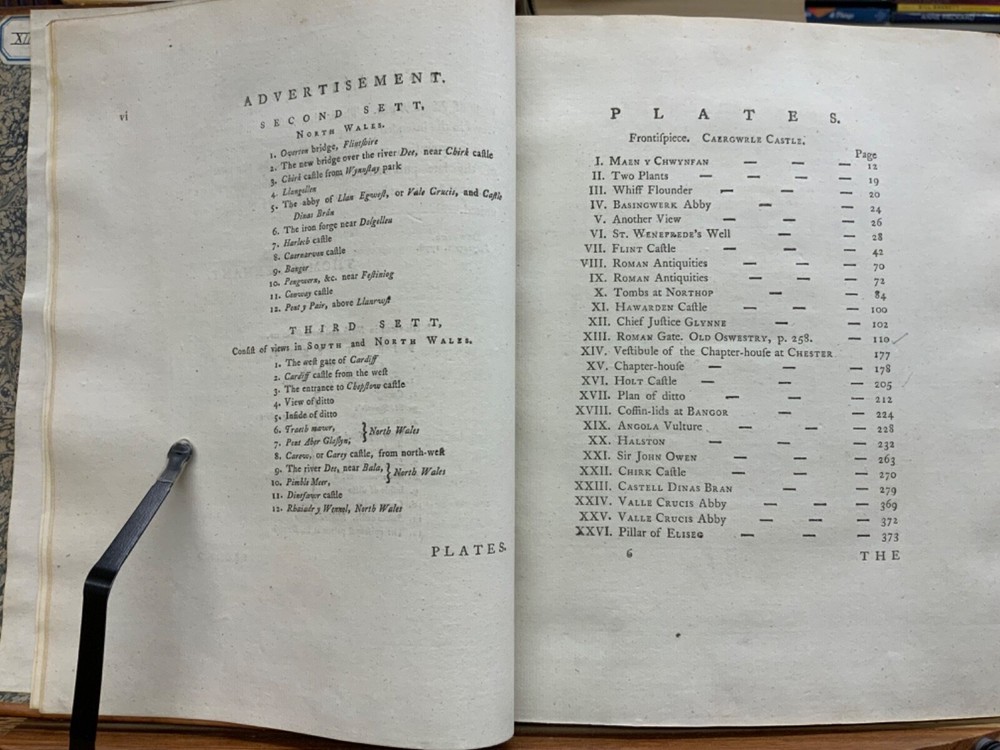 XI
vi
ADVERTISEMENT.
SECOND SETT,
NORTH WALES.
1. Overton bridge, Flintſhire
2. The new bridge over the river Dee, near Chirk caſtle
3. Chirk caſtle from Wynnſtay park
4. Llangollen
5. The abby of Llan Egweſt, or Vale Crucis, and Caſtle
Dinas Brân
6. The iron forge near Dolgelleu
7. Harlech caſtle
8. Caernarvon caſtle
9. Bangor
10. Pengwern, &c. near Feſtiniog
11. Conway caſtle
12. Pont y Pair, above Llanrwſt
THIRD SETT,
Conſiſt of views in SOUTH and NORTH WALES.
1. The weſt gate of Cardiff
2. Cardiff caſtle from the weſt
3. The entrance to Chepſtow caſtle
4. View of ditto
5. Inſide of ditto
6. Traeth mawr,
7. Pont Aber Glaſlyn, } North Wales
8. Carow, or Carey caſtle, from north-weſt
9. The river Dee, near Bala, } North Wales
10. Pimble Meer,
11. Dinefawr caſtle
12. Rhaiadr y Wennol, North Wales
PLATES.
PLATES.
Frontiſpiece. CAERGWRLE CASTLE.
Page
I. MAEN Y CHWYNFAN — — — 12
II. Two Plants — — — — 19
III. Whiff Flounder — — — 20
IV. BASINGWERK Abby — — 24
V. Another View — — — 26
VI. ST. WENEFREDE'S Well — — 28
VII. FLINT Caſtle — — — 42
VIII. ROMAN Antiquities — — — 70
IX. ROMAN Antiquities — — — 72
X. Tombs at NORTHOP — — 84
XI. HAWARDEN Caſtle — — — 100
XII. Chief Juſtice GLYNNE — — 102
XIII. ROMAN Gate. OLD OSWESTRY, p. 258. — 110
XIV. Veſtibule of the Chapter-houſe at CHESTER 177
XV. Chapter-houſe — — — 178
XVI. HOLT Caſtle — — — 205
XVII. Plan of ditto — — — 212
XVIII. Coffin-lids at BANGOR — — 224
XIX. ANGOLA Vulture — — — 228
XX. HALSTON — — — 232
XXI. Sir JOHN OWEN — — — 263
XXII. CHIRK Caſtle — — — 270
XXIII. CASTELL DINAS BRAN — — 279
XXIV. VALLE CRUCIS Abby — — — 369
XXV. VALLE CRUCIS Abby — — — 372
XXVI. Pillar of ELISEG — — — 373
6 THE